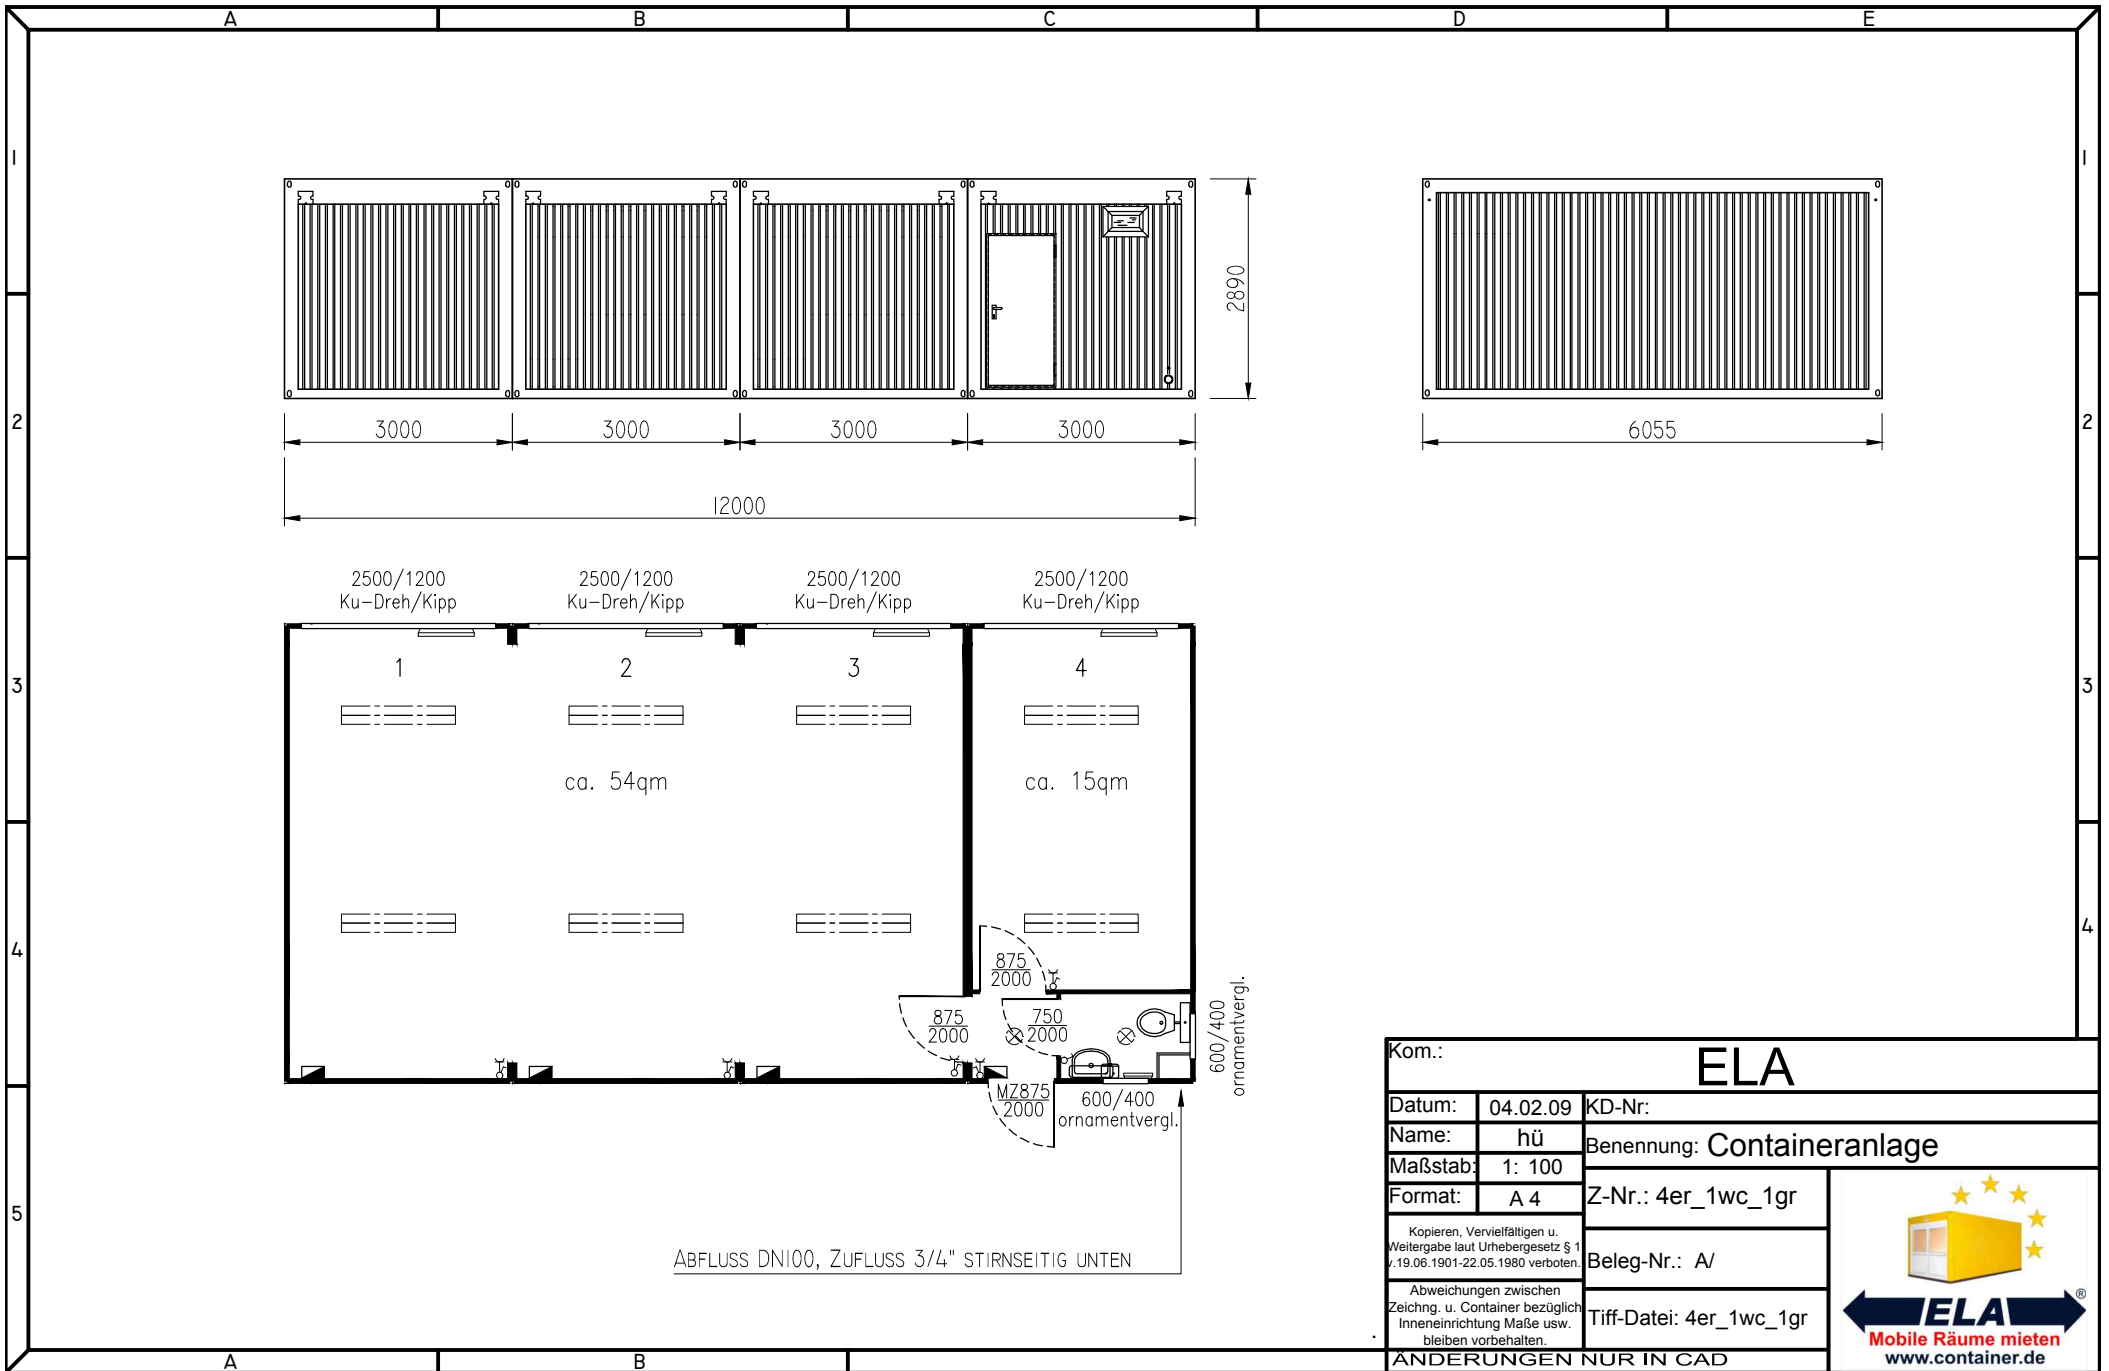 A B C D E
1 1
2890
2 2
3000 3000 3000 3000
6055
12000
2500/1200 2500/1200 2500/1200 2500/1200
Ku-Dreh/Kipp Ku-Dreh/Kipp Ku-Dreh/Kipp Ku-Dreh/Kipp
1 2 3 4
3 3
ca. 54qm ca. 15qm
4 4
875
2000
875
2000
750
2000
600/400
ornamentvergl.
MZ875
2000
600/400
ornamentvergl.
5
ABFLUSS DN100, ZUFLUSS 3/4" STIRNSEITIG UNTEN
Kom.: ELA
Datum: 04.02.09 KD-Nr:
Name: hü Benennung: Containeranlage
Maßstab: 1: 100
Format: A 4 Z-Nr.: 4er_1wc_1gr
Kopieren, Vervielfältigen u.
Weitergabe laut Urhebergesetz § 1
v.19.06.1901-22.05.1980 verboten.
Beleg-Nr.: A/
Abweichungen zwischen
Zeichng. u. Container bezüglich
Inneneinrichtung Maße usw.
bleiben vorbehalten.
Tiff-Datei: 4er_1wc_1gr
ELA ®
Mobile Räume mieten
www.container.de
ÄNDERUNGEN NUR IN CAD
A B